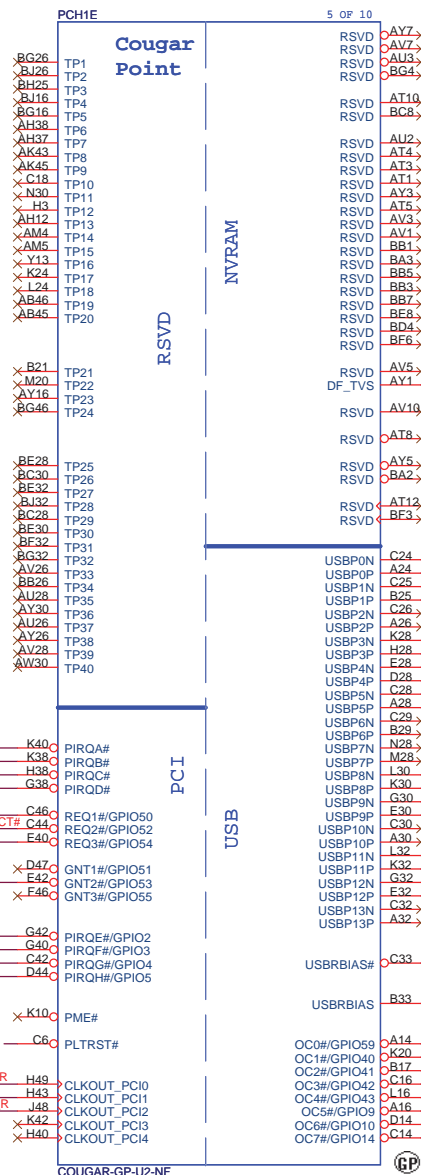 PCH1E 5 OF 10
Cougar
Point
NVRAM
RSVD
PCI
USB
BG26 TP1
BJ26 TP2
BH25 TP3
BJ16 TP4
BG16 TP5
AH38 TP6
AH37 TP7
AK43 TP8
AK45 TP9
C18 TP10
N30 TP11
H3 TP12
AH12 TP13
AM4 TP14
AM5 TP15
Y13 TP16
K24 TP17
L24 TP18
AB46 TP19
AB45 TP20
B21 TP21
M20 TP22
AY16 TP23
BG46 TP24
BE28 TP25
BC30 TP26
BE32 TP27
BJ32 TP28
BC28 TP29
BE30 TP30
BF32 TP31
BG32 TP32
AV26 TP33
BB26 TP34
AU28 TP35
AY30 TP36
AU26 TP37
AY26 TP38
AV28 TP39
AW30 TP40
K40 PIRQA#
K38 PIRQB#
H38 PIRQC#
G38 PIRQD#
C46 REQ1#/GPIO50
CT# C44 REQ2#/GPIO52
E40 REQ3#/GPIO54
D47 GNT1#/GPIO51
E42 GNT2#/GPIO53
F46 GNT3#/GPIO55
G42 PIRQE#/GPIO2
G40 PIRQF#/GPIO3
C42 PIRQG#/GPIO4
D44 PIRQH#/GPIO5
K10 PME#
C6 PLTRST#
R H49 CLKOUT_PCI0
H43 CLKOUT_PCI1
R J48 CLKOUT_PCI2
K42 CLKOUT_PCI3
H40 CLKOUT_PCI4
RSVD AY7
RSVD AV7
RSVD AU3
RSVD BG4
RSVD AT10
RSVD BC8
RSVD AU2
RSVD AT4
RSVD AT3
RSVD AT1
RSVD AY3
RSVD AT5
RSVD AV3
RSVD AV1
RSVD BB1
RSVD BA3
RSVD BB5
RSVD BB3
RSVD BB7
RSVD BE8
RSVD BD4
RSVD BF6
RSVD AV5
DF_TVS AY1
RSVD AV10
RSVD AT8
RSVD AY5
RSVD BA2
RSVD AT12
RSVD BF3
USBP0N C24
USBP0P A24
USBP1N C25
USBP1P B25
USBP2N C26
USBP2P A26
USBP3N K28
USBP3P H28
USBP4N E28
USBP4P D28
USBP5N C28
USBP5P A28
USBP6N C29
USBP6P B29
USBP7N N28
USBP7P M28
USBP8N L30
USBP8P K30
USBP9N G30
USBP9P E30
USBP10N C30
USBP10P A30
USBP11N L32
USBP11P K32
USBP12N G32
USBP12P E32
USBP13N C32
USBP13P A32
USBRBIAS# C33
USBRBIAS B33
OC0#/GPIO59 A14
OC1#/GPIO40 K20
OC2#/GPIO41 B17
OC3#/GPIO42 C16
OC4#/GPIO43 L16
OC5#/GPIO9 A16
OC6#/GPIO10 D14
OC7#/GPIO14 C14
GP
COUGAR-GP-U2-NF